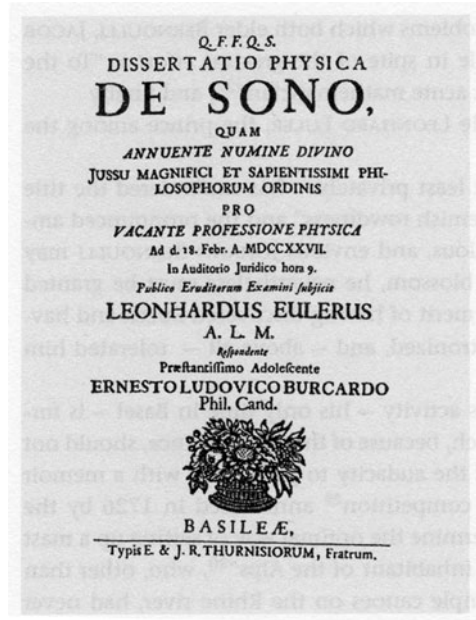 Q. F. F. Q. S.
DISSERTATIO PHYSICA
DE SONO,
QUAM
ANNUENTE NUMINE DIVINO
JUSSU MAGNIFICI ET SAPIENTISSIMI PHI-
LOSOPHORUM ORDINIS
PRO
VACANTE PROFESSIONE PHYSICA
Ad d. 18. Febr. A. MDCCXXVII.
In Auditorio Juridico hora 9.
Publico Eruditorum Examini ſubjicit
LEONHARDUS EULERUS
A. L. M.
Reſpondente
Præſtantiſſimo Adoleſcente
ERNESTO LUDOVICO BURCARDO
Phil. Cand.
BASILEÆ,
Typis E. & J. R. THURNISIORUM, Fratrum.